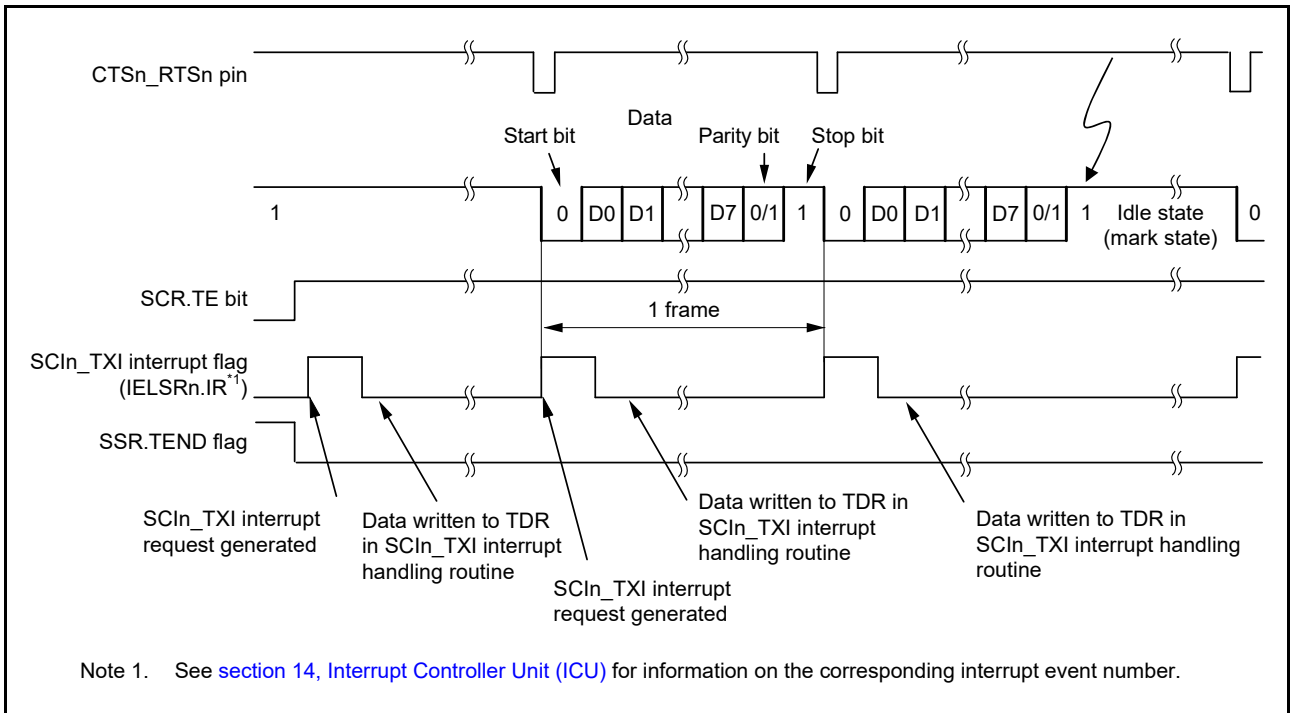 CTSn_RTSn pin
Data
Start bit
Parity bit
Stop bit
1
0
D0
D1
D7
0/1
1
0
D0
D1
D7
0/1
1
Idle state
(mark state)
0
SCR.TE bit
1 frame
SCIn_TXI interrupt flag
(IELSRn.IR*1)
SSR.TEND flag
SCIn_TXI interrupt
request generated
Data written to TDR
in SCIn_TXI interrupt
handling routine
SCIn_TXI interrupt
request generated
Data written to TDR in
SCIn_TXI interrupt
handling routine
Data written to TDR in
SCIn_TXI interrupt handling
routine
Note 1. See section 14, Interrupt Controller Unit (ICU) for information on the corresponding interrupt event number.